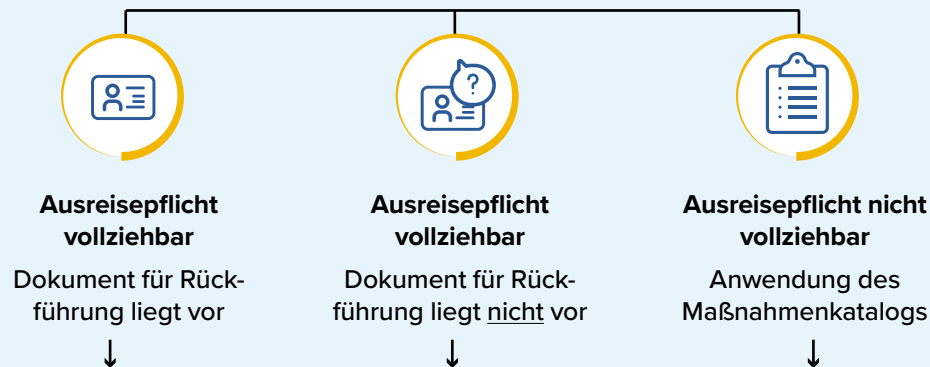 ?
Ausreisepflicht
vollziehbar
Dokument für Rück-
führung liegt vor
↓
Ausreisepflicht
vollziehbar
Dokument für Rück-
führung liegt nicht vor
↓
Ausreisepflicht nicht
vollziehbar
Anwendung des
Maßnahmenkatalogs
↓